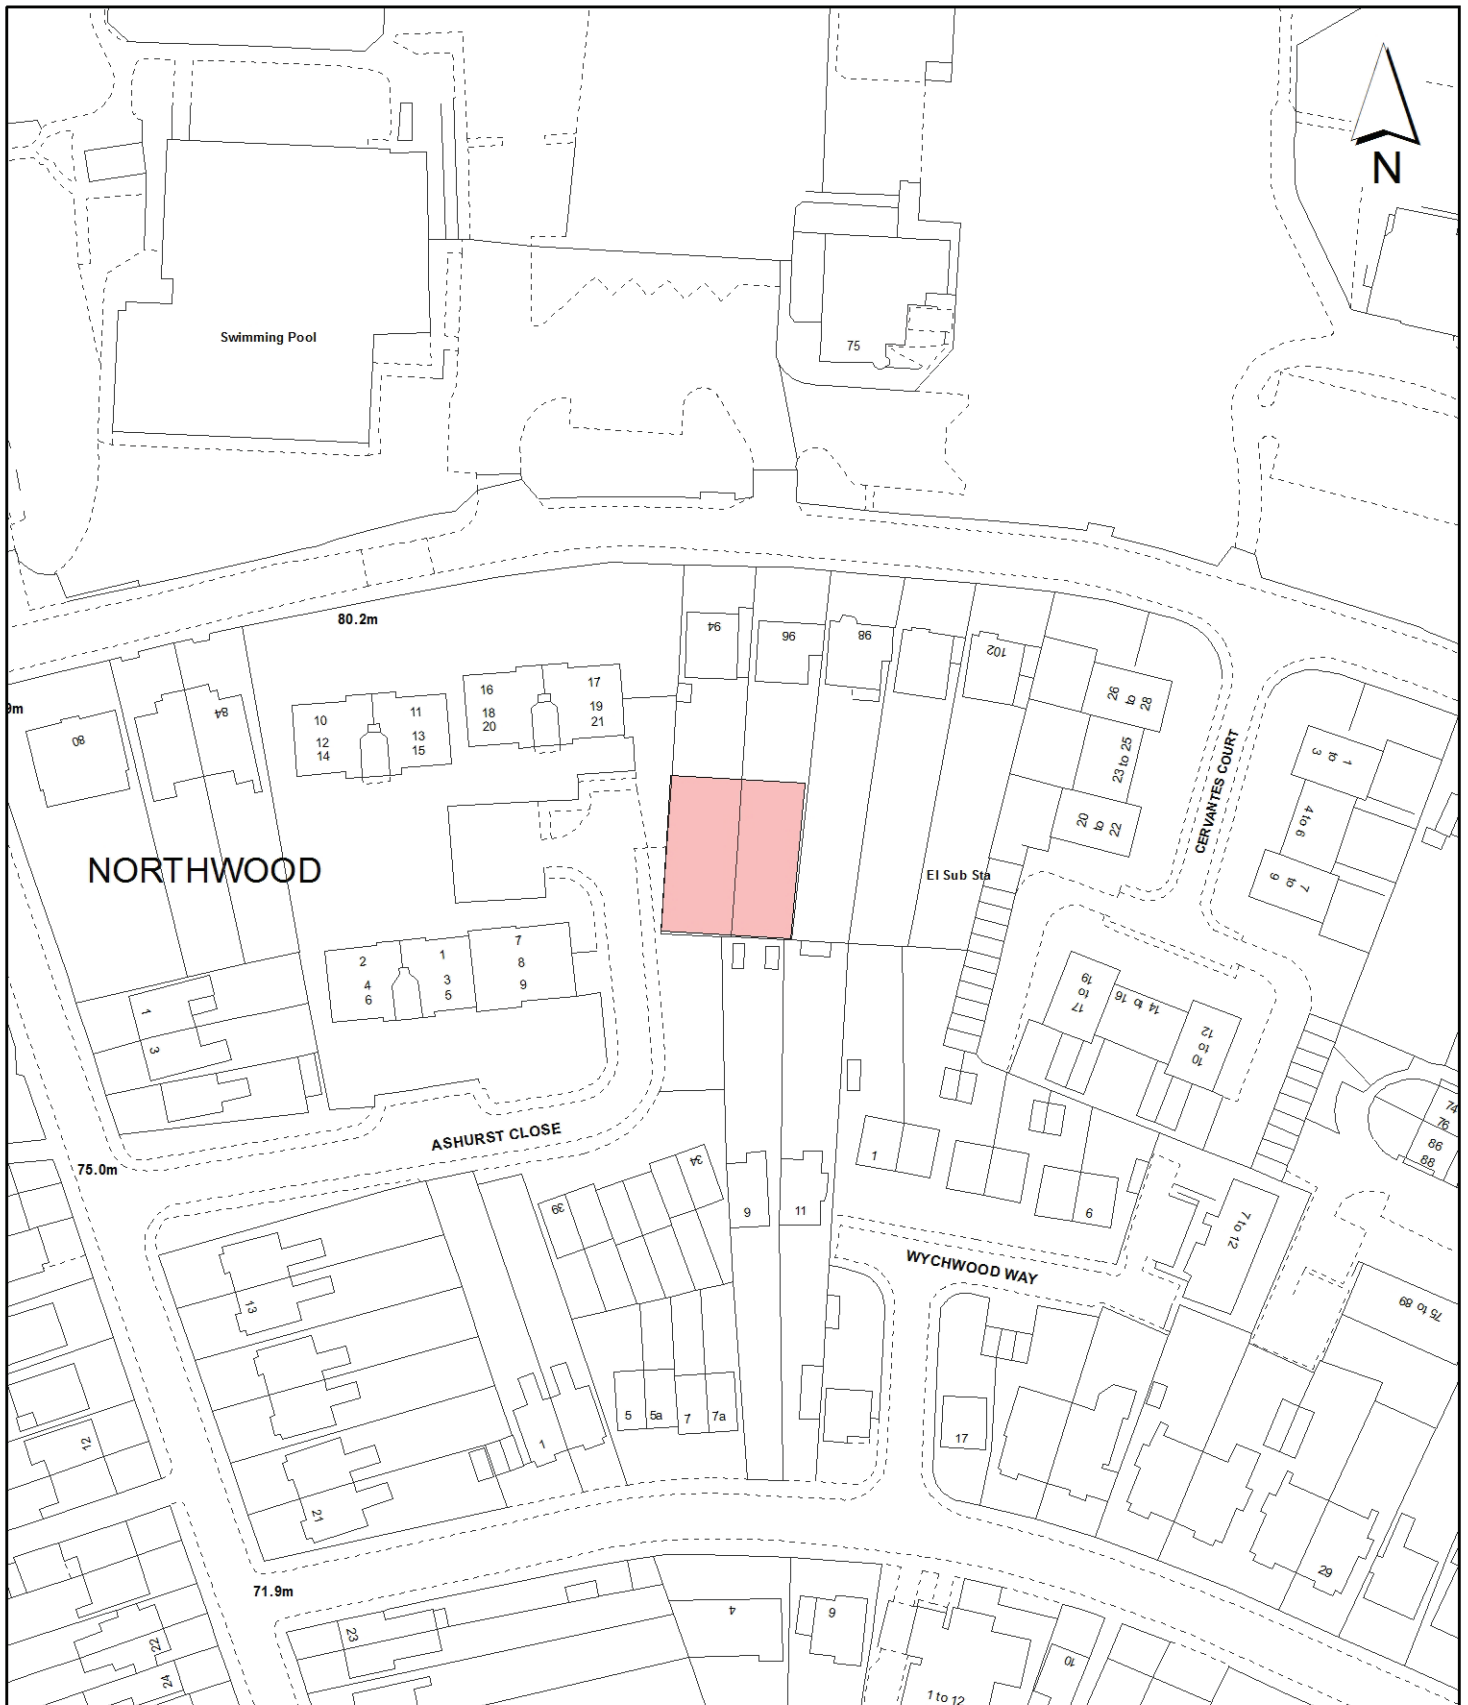 N
Swimming Pool
75
80.2m
9m
94
96
98
102
26
to
28
23 to 25
20
to
22
CERVANTES COURT
1
to
3
4 to 6
7
to
9
80
84
10
12
14
11
13
15
16
18
20
17
19
21
NORTHWOOD
El Sub Sta
2
4
6
1
3
5
7
8
9
1
3
19
to
17
14 to 16
12
to
10
74
76
86
88
ASHURST CLOSE
75.0m
34
39
9
11
1
6
7 to 12
WYCHWOOD WAY
75 to 89
13
21
12
1
5
5a
7
7a
17
29
71.9m
23
22
24
4
9
10
1 to 12